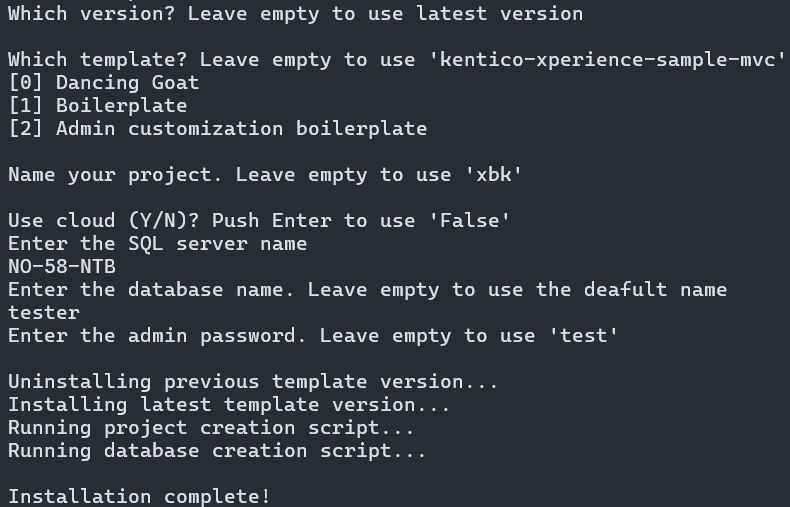 Which version? Leave empty to use latest version
Which template? Leave empty to use 'kentico-xperience-sample-mvc'
[0] Dancing Goat
[1] Boilerplate
[2] Admin customization boilerplate
Name your project. Leave empty to use 'xbk'
Use cloud (Y/N)? Push Enter to use 'False'
Enter the SQL server name
NO-58-NTB
Enter the database name. Leave empty to use the deafult name
tester
Enter the admin password. Leave empty to use 'test'
Uninstalling previous template version...
Installing latest template version...
Running project creation script...
Running database creation script...
Installation complete!